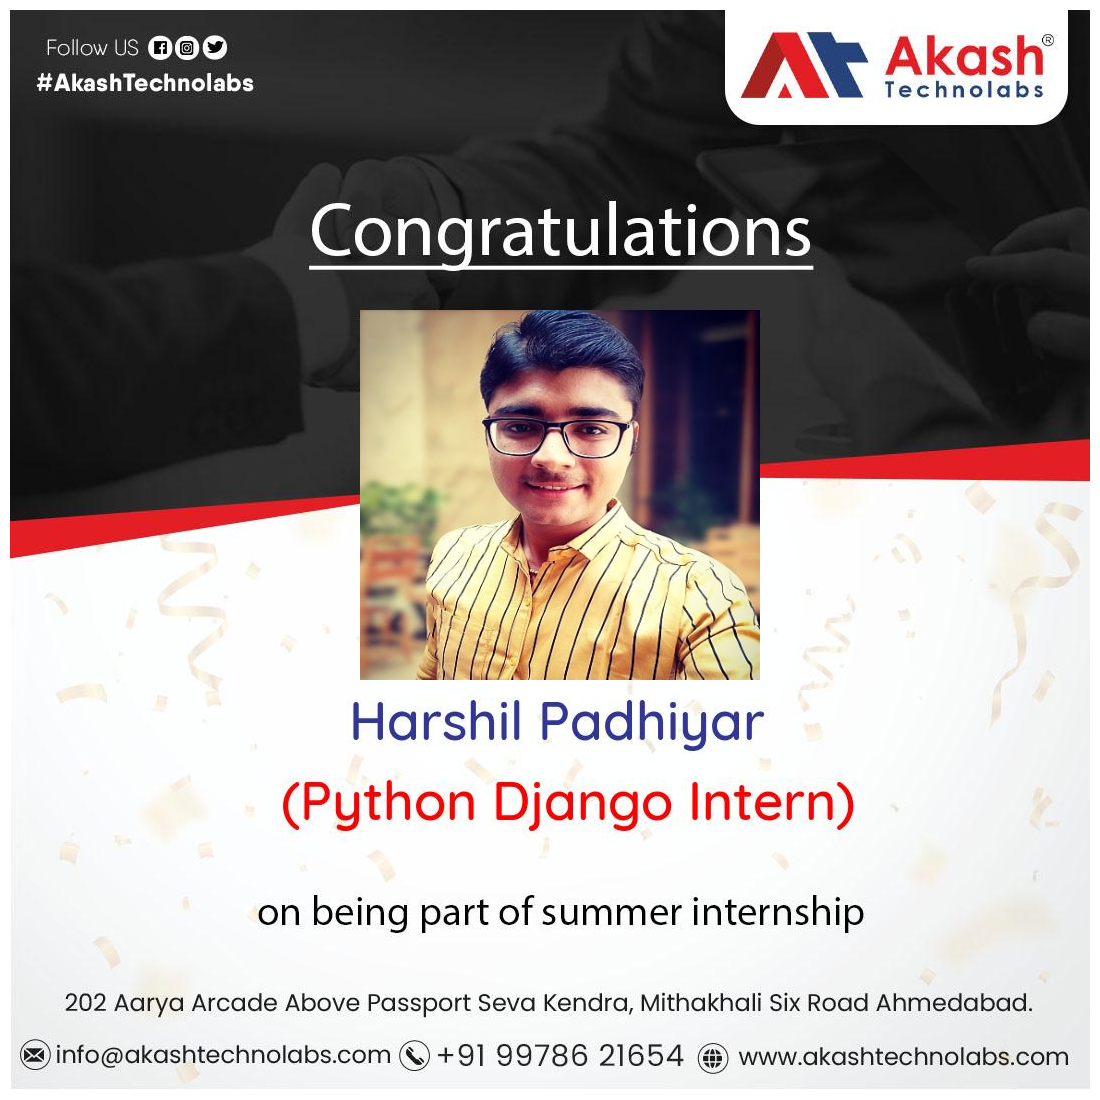 Follow US
#AkashTechnolabs
Akash®
Technolabs
Congratulations
Harshil Padhiyar
(Python Django Intern)
on being part of summer internship
202 Aarya Arcade Above Passport Seva Kendra, Mithakhali Six Road Ahmedabad.
info@akashtechnolabs.com +91 99786 21654 www.akashtechnolabs.com